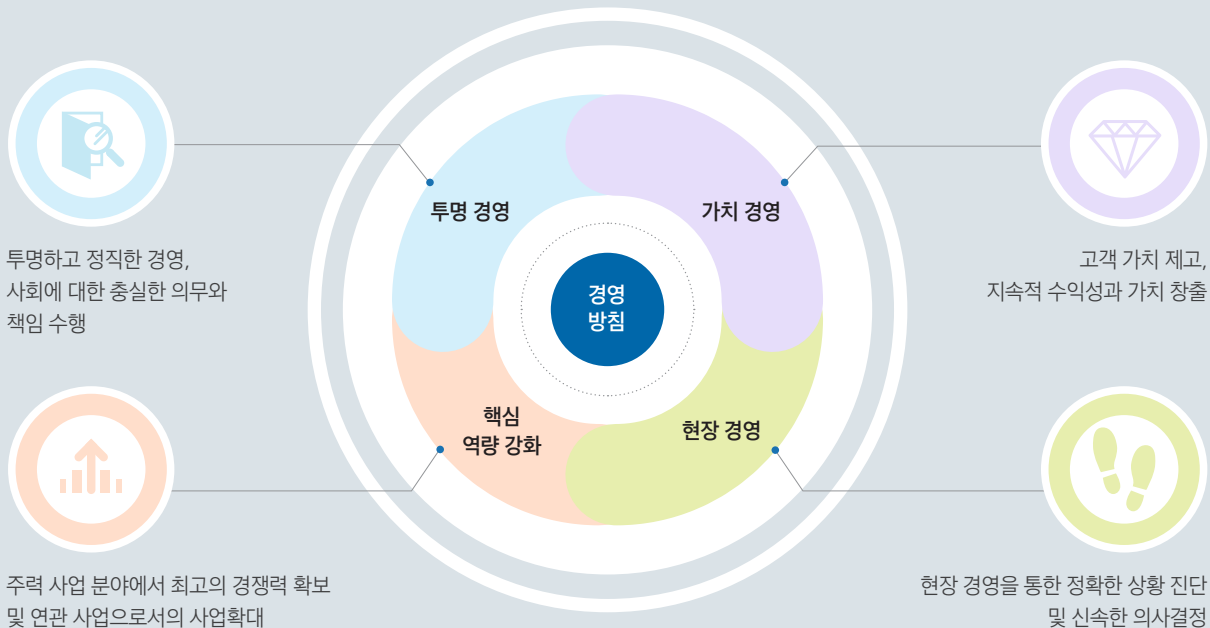 투명 경영
가치 경영
경영
방침
핵심
역량 강화
현장 경영
투명하고 정직한 경영,
사회에 대한 충실한 의무와
책임 수행
고객 가치 제고,
지속적 수익성과 가치 창출
주력 사업 분야에서 최고의 경쟁력 확보
및 연관 사업으로서의 사업확대
현장 경영을 통한 정확한 상황 진단
및 신속한 의사결정